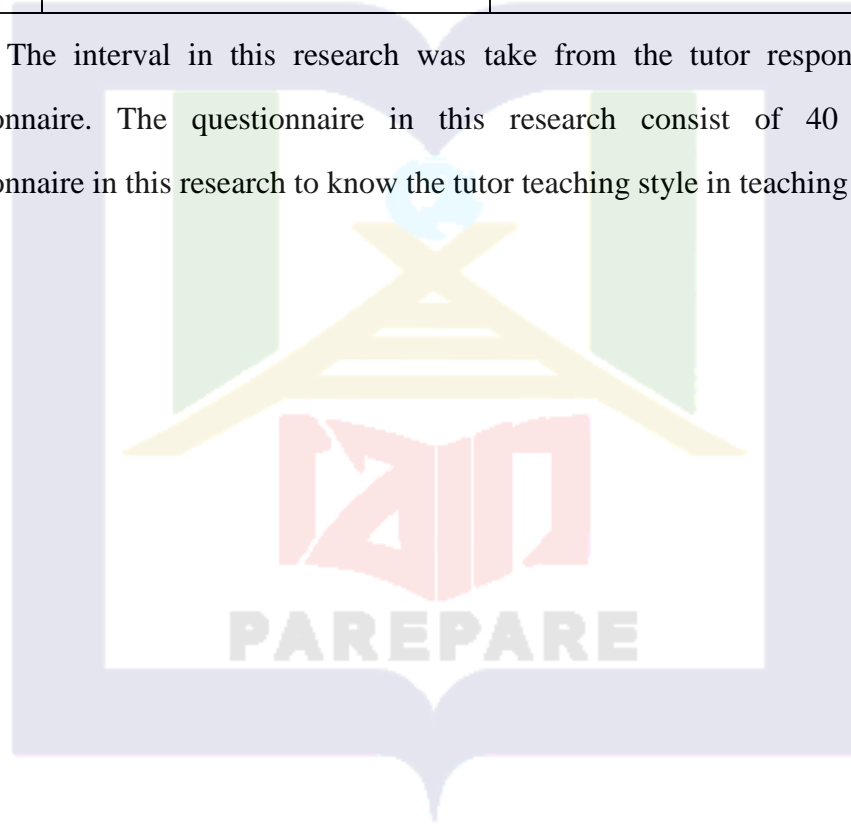 The interval in this research was take from the tutor respon
onnaire. The questionnaire in this research consist of 40
onnaire in this research to know the tutor teaching style in teaching
PAREPARE